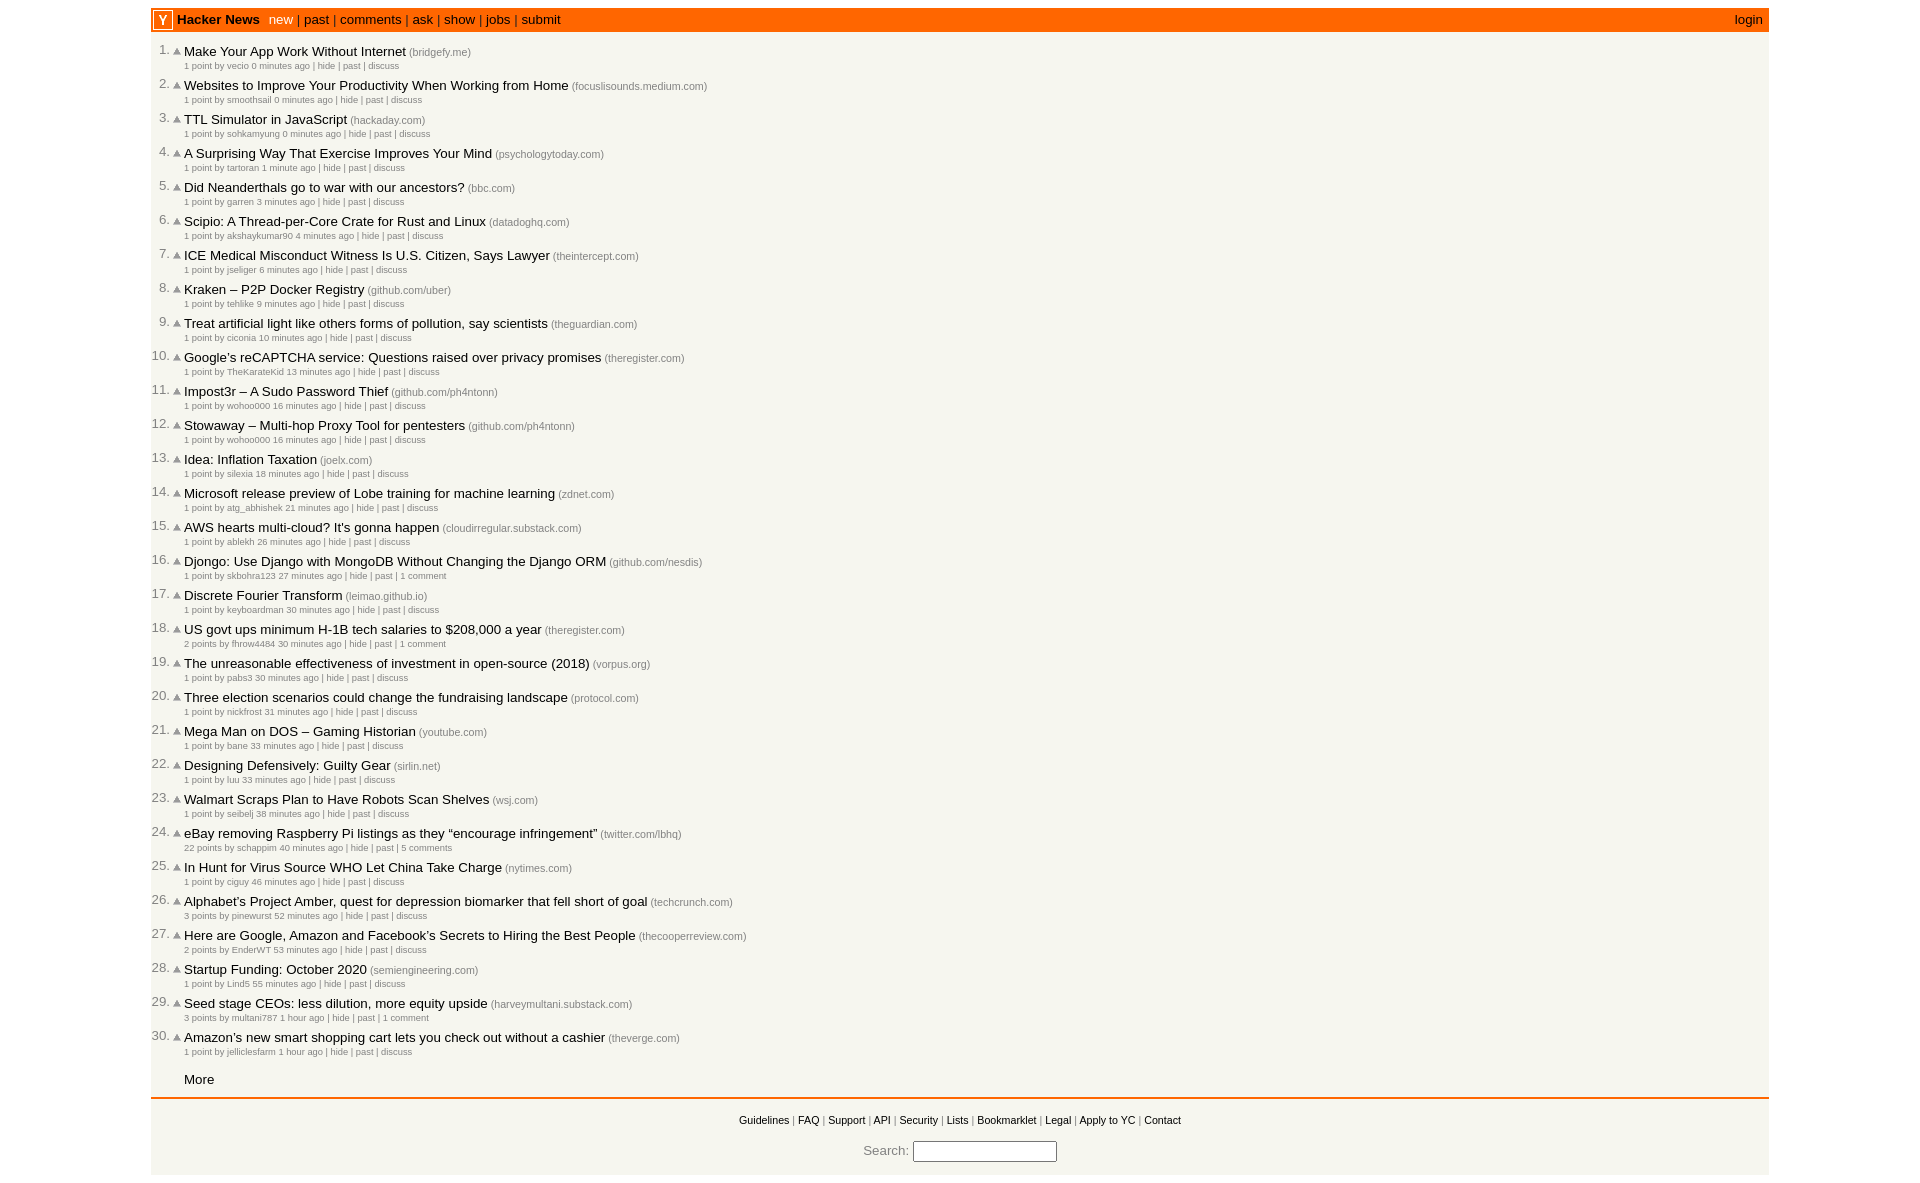 Y Hacker News new | past | comments | ask | show | jobs | submit login
1. Make Your App Work Without Internet (bridgefy.me)
1 point by vecio 0 minutes ago | hide | past | discuss
2. Websites to Improve Your Productivity When Working from Home (focuslisounds.medium.com)
1 point by smoothsail 0 minutes ago | hide | past | discuss
3. TTL Simulator in JavaScript (hackaday.com)
1 point by sohkamyung 0 minutes ago | hide | past | discuss
4. A Surprising Way That Exercise Improves Your Mind (psychologytoday.com)
1 point by tartoran 1 minute ago | hide | past | discuss
5. Did Neanderthals go to war with our ancestors? (bbc.com)
1 point by garren 3 minutes ago | hide | past | discuss
6. Scipio: A Thread-per-Core Crate for Rust and Linux (datadoghq.com)
1 point by akshaykumar90 4 minutes ago | hide | past | discuss
7. ICE Medical Misconduct Witness Is U.S. Citizen, Says Lawyer (theintercept.com)
1 point by jseliger 6 minutes ago | hide | past | discuss
8. Kraken – P2P Docker Registry (github.com/uber)
1 point by tehlike 9 minutes ago | hide | past | discuss
9. Treat artificial light like others forms of pollution, say scientists (theguardian.com)
1 point by ciconia 10 minutes ago | hide | past | discuss
10. Google’s reCAPTCHA service: Questions raised over privacy promises (theregister.com)
1 point by TheKarateKid 13 minutes ago | hide | past | discuss
11. Impost3r – A Sudo Password Thief (github.com/ph4ntonn)
1 point by wohoo000 16 minutes ago | hide | past | discuss
12. Stowaway – Multi-hop Proxy Tool for pentesters (github.com/ph4ntonn)
1 point by wohoo000 16 minutes ago | hide | past | discuss
13. Idea: Inflation Taxation (joelx.com)
1 point by silexia 18 minutes ago | hide | past | discuss
14. Microsoft release preview of Lobe training for machine learning (zdnet.com)
1 point by atg_abhishek 21 minutes ago | hide | past | discuss
15. AWS hearts multi-cloud? It's gonna happen (cloudirregular.substack.com)
1 point by ablekh 26 minutes ago | hide | past | discuss
16. Djongo: Use Django with MongoDB Without Changing the Django ORM (github.com/nesdis)
1 point by skbohra123 27 minutes ago | hide | past | 1 comment
17. Discrete Fourier Transform (leimao.github.io)
1 point by keyboardman 30 minutes ago | hide | past | discuss
18. US govt ups minimum H-1B tech salaries to $208,000 a year (theregister.com)
2 points by fhrow4484 30 minutes ago | hide | past | 1 comment
19. The unreasonable effectiveness of investment in open-source (2018) (vorpus.org)
1 point by pabs3 30 minutes ago | hide | past | discuss
20. Three election scenarios could change the fundraising landscape (protocol.com)
1 point by nickfrost 31 minutes ago | hide | past | discuss
21. Mega Man on DOS – Gaming Historian (youtube.com)
1 point by bane 33 minutes ago | hide | past | discuss
22. Designing Defensively: Guilty Gear (sirlin.net)
1 point by luu 33 minutes ago | hide | past | discuss
23. Walmart Scraps Plan to Have Robots Scan Shelves (wsj.com)
1 point by seibelj 38 minutes ago | hide | past | discuss
24. eBay removing Raspberry Pi listings as they “encourage infringement” (twitter.com/lbhq)
22 points by schappim 40 minutes ago | hide | past | 5 comments
25. In Hunt for Virus Source WHO Let China Take Charge (nytimes.com)
1 point by ciguy 46 minutes ago | hide | past | discuss
26. Alphabet’s Project Amber, quest for depression biomarker that fell short of goal (techcrunch.com)
3 points by pinewurst 52 minutes ago | hide | past | discuss
27. Here are Google, Amazon and Facebook’s Secrets to Hiring the Best People (thecooperreview.com)
2 points by EnderWT 53 minutes ago | hide | past | discuss
28. Startup Funding: October 2020 (semiengineering.com)
1 point by Lind5 55 minutes ago | hide | past | discuss
29. Seed stage CEOs: less dilution, more equity upside (harveymultani.substack.com)
3 points by multani787 1 hour ago | hide | past | 1 comment
30. Amazon’s new smart shopping cart lets you check out without a cashier (theverge.com)
1 point by jelliclesfarm 1 hour ago | hide | past | discuss
More
Guidelines | FAQ | Support | API | Security | Lists | Bookmarklet | Legal | Apply to YC | Contact
Search: